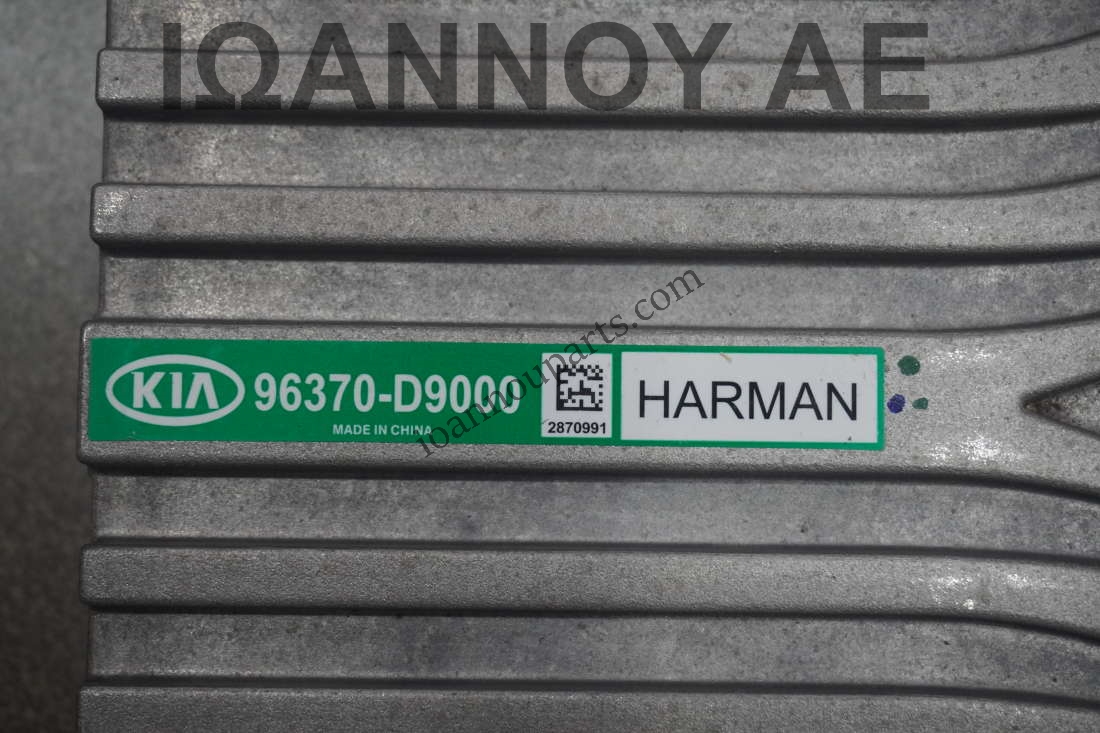 ΙΩΑΝΝΟΥ ΑΕ
KIA 96370-D9000
MADE IN CHINA
2870991
HARMAN
ioannouparts.com